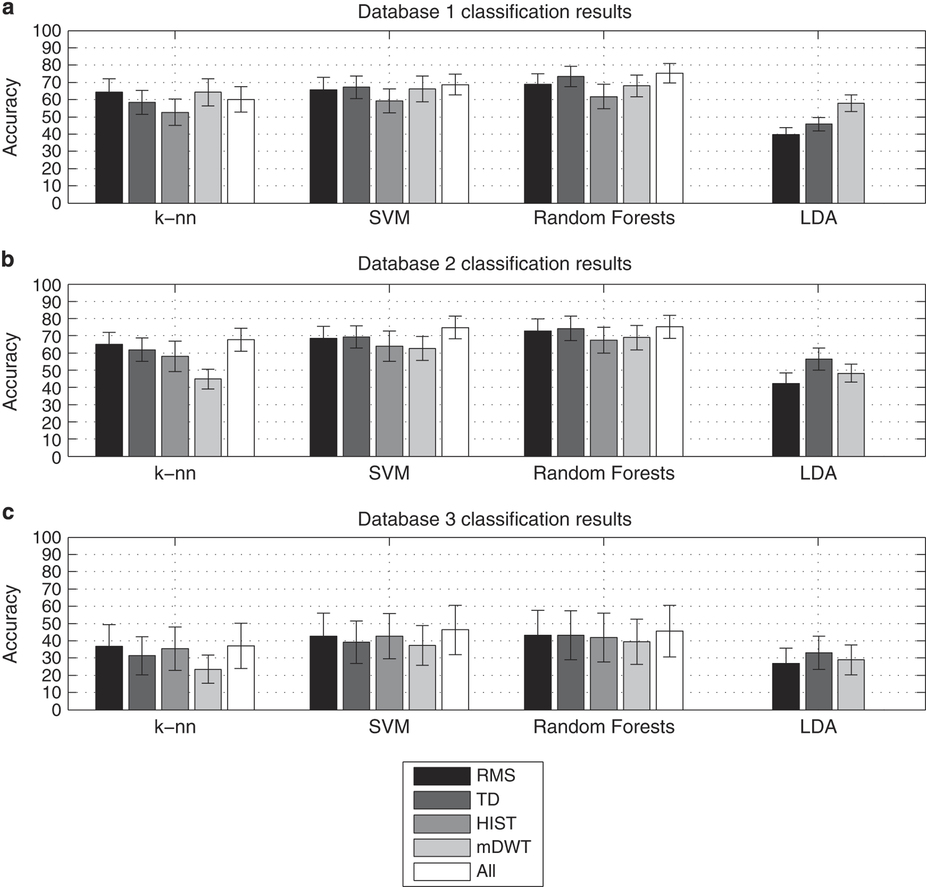 a
Database 1 classification results
100
90
80
70
60
50
40
30
20
10
0
Accuracy
k−nn SVM Random Forests LDA
b
Database 2 classification results
100
90
80
70
60
50
40
30
20
10
0
Accuracy
k−nn SVM Random Forests LDA
c
Database 3 classification results
100
90
80
70
60
50
40
30
20
10
0
Accuracy
k−nn SVM Random Forests LDA
RMS
TD
HIST
mDWT
All